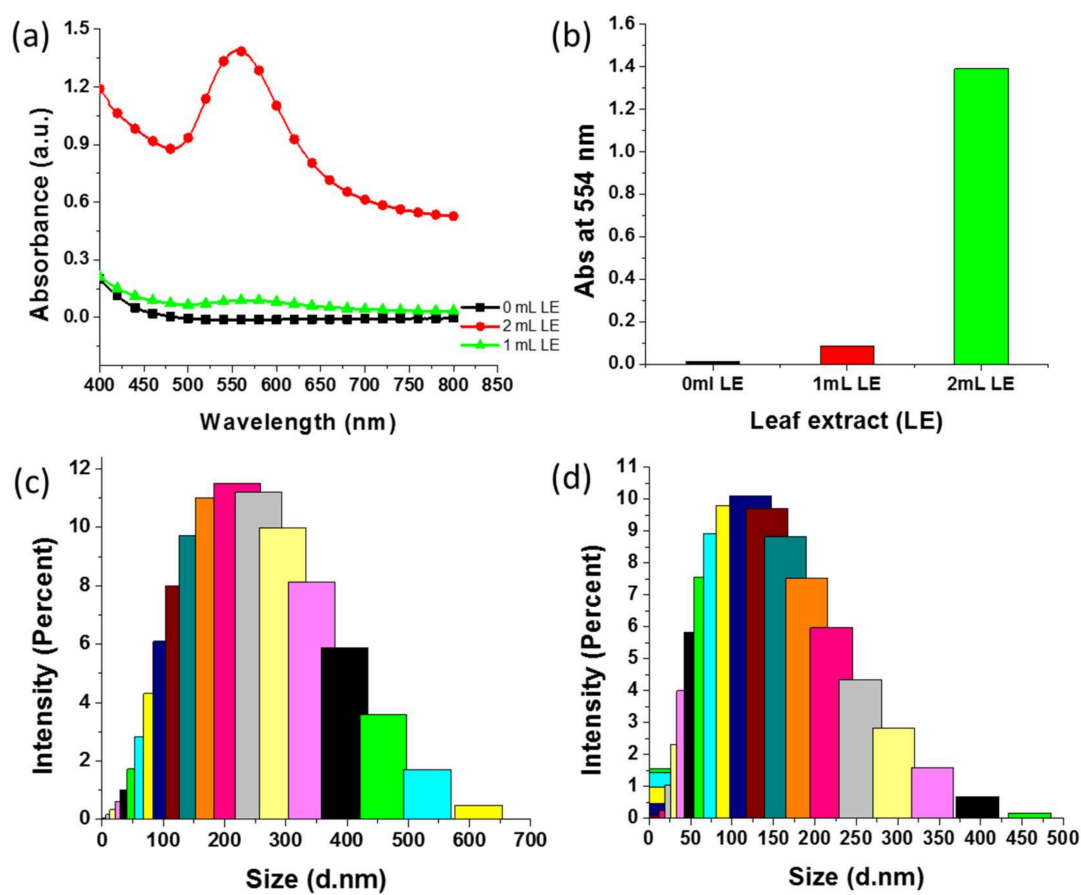 (a)
Absorbance (a.u.)
1.5
1.2
0.9
0.6
0.3
0.0
400 450 500 550 600 650 700 750 800 850
Wavelength (nm)
0 mL LE
2 mL LE
1 mL LE
(b)
Abs at 554 nm
1.6
1.4
1.2
1.0
0.8
0.6
0.4
0.2
0.0
0ml LE 1mL LE 2mL LE
Leaf extract (LE)
(c)
Intensity (Percent)
12
10
8
6
4
2
0
0 100 200 300 400 500 600 700
Size (d.nm)
(d)
Intensity (Percent)
11
10
9
8
7
6
5
4
3
2
1
0
0 50 100 150 200 250 300 350 400 450 500
Size (d.nm)